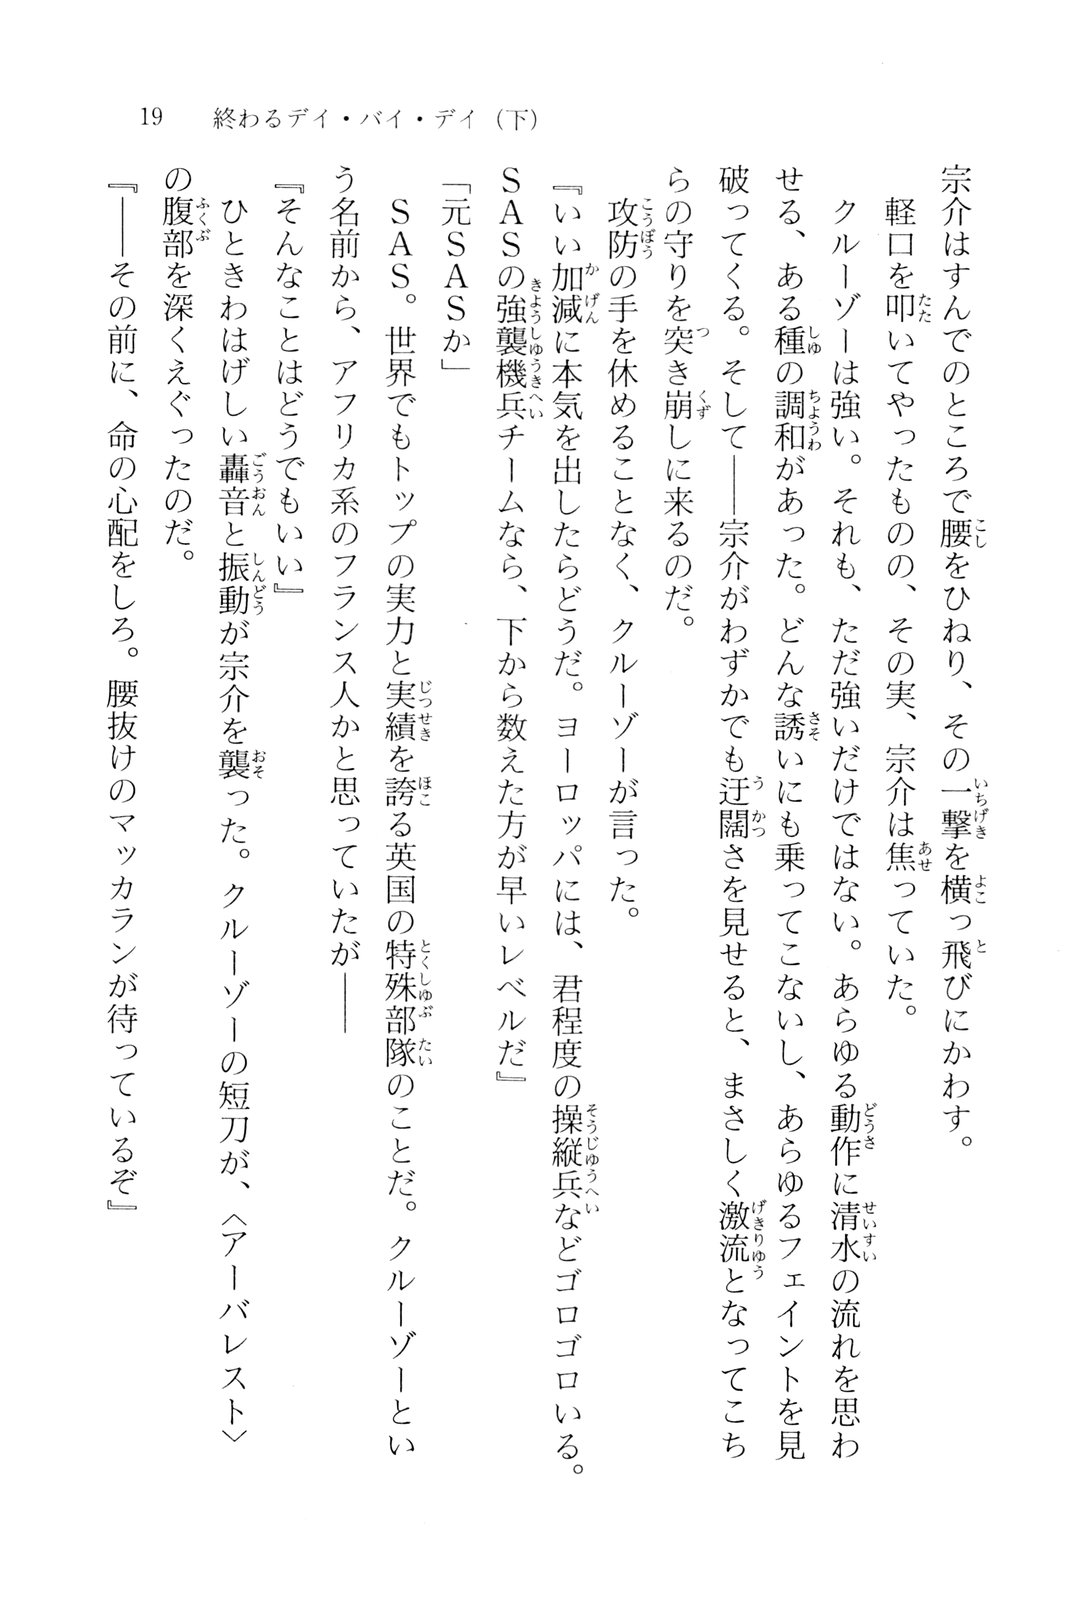 19 終わるデイ・バイ・デイ（下）
宗介はすんでのところで腰をひねり、その一撃を横っ飛びにかわす。
軽口を叩いてやったものの、その実、宗介は焦っていた。
クルーゾーは強い。それも、ただ強いだけではない。あらゆる動作に清水の流れを思わ
せる、ある種の調和があった。どんな誘いにも乗ってこないし、あらゆるフェイントを見
破ってくる。そして――宗介がわずかでも迂闊さを見せると、まさしく激流となってこち
らの守りを突き崩しに来るのだ。
攻防の手を休めることなく、クルーゾーが言った。
『いい加減に本気を出したらどうだ。ヨーロッパには、君程度の操縦兵などゴロゴロいる。
ＳＡＳの強襲機兵チームなら、下から数えた方が早いレベルだ』
「元ＳＡＳか」
ＳＡＳ。世界でもトップの実力と実績を誇る英国の特殊部隊のことだ。クルーゾーとい
う名前から、アフリカ系のフランス人かと思っていたが――
『そんなことはどうでもいい』
ひときわはげしい轟音と振動が宗介を襲った。クルーゾーの短刀が、〈アーバレスト〉
の腹部を深くえぐったのだ。
『――その前に、命の心配をしろ。腰抜けのマッカランが待っているぞ』